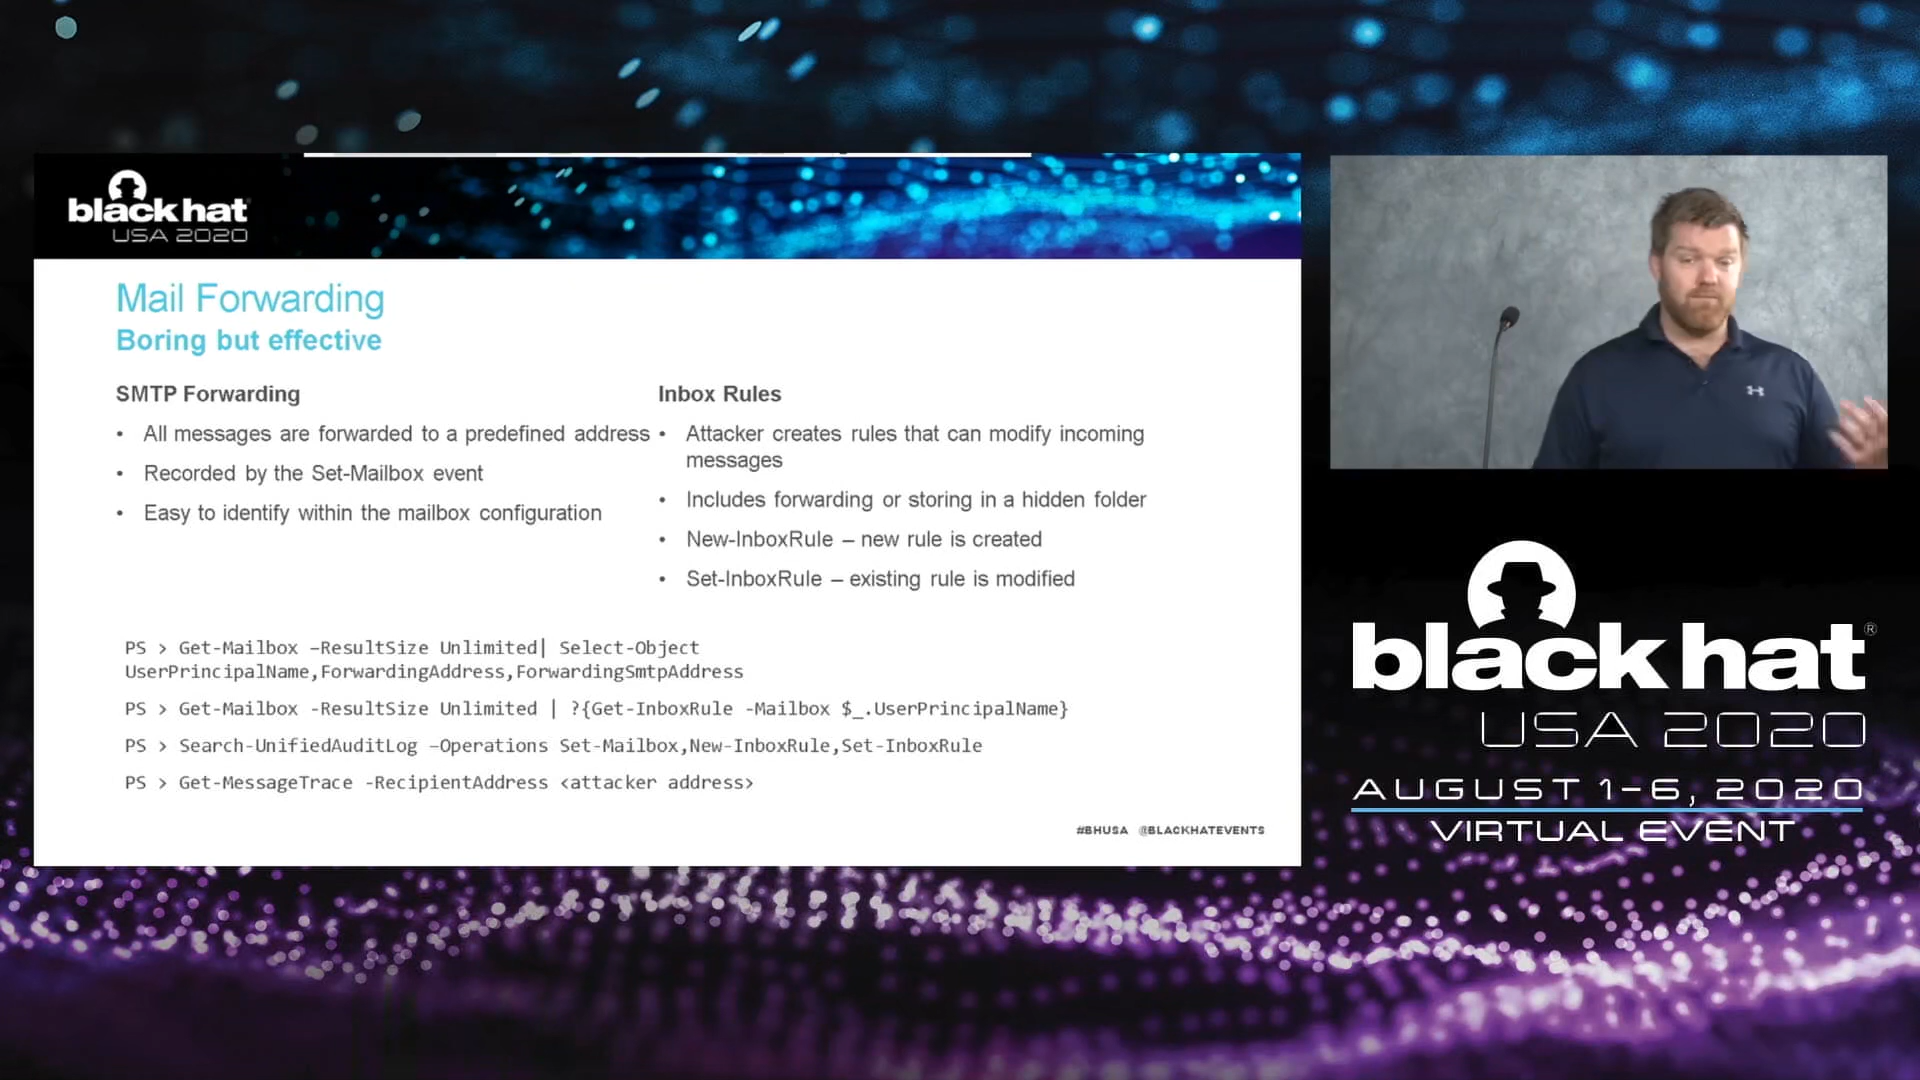 black hat
USA 2020
Mail Forwarding
Boring but effective
SMTP Forwarding
• All messages are forwarded to a predefined address
• Recorded by the Set-Mailbox event
• Easy to identify within the mailbox configuration
Inbox Rules
• Attacker creates rules that can modify incoming
messages
• Includes forwarding or storing in a hidden folder
• New-InboxRule – new rule is created
• Set-InboxRule – existing rule is modified
PS > Get-Mailbox –ResultSize Unlimited| Select-Object
UserPrincipalName,ForwardingAddress,ForwardingSmtpAddress
PS > Get-Mailbox -ResultSize Unlimited | ?{Get-InboxRule -Mailbox $_.UserPrincipalName}
PS > Search-UnifiedAuditLog –Operations Set-Mailbox,New-InboxRule,Set-InboxRule
PS > Get-MessageTrace -RecipientAddress <attacker address>
#BHUSA @BLACKHATEVENTS
black hat®
USA 2020
AUGUST 1-6, 2020
VIRTUAL EVENT